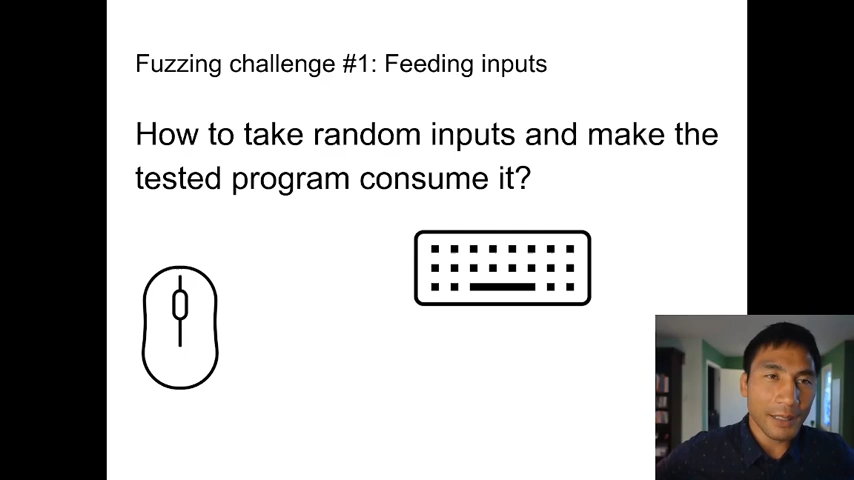 Fuzzing challenge #1: Feeding inputs
How to take random inputs and make the
tested program consume it?